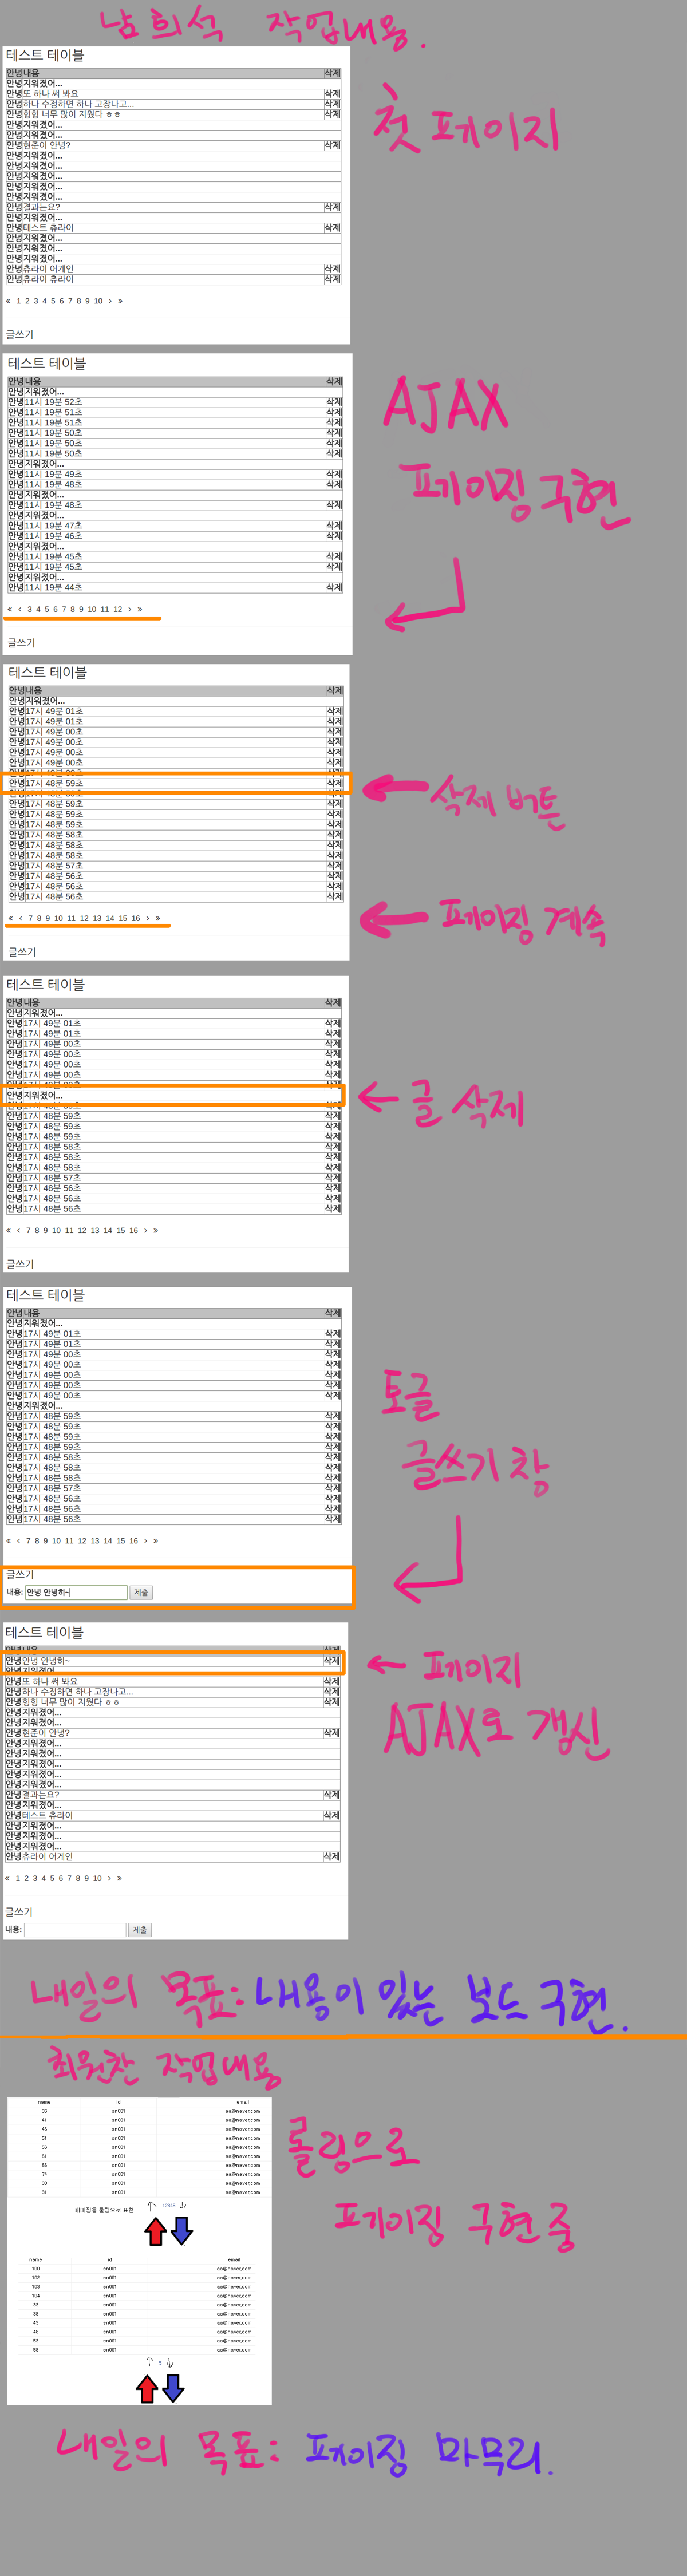 남희석 작업내용.
테스트 테이블
안녕 내용 삭제
안녕 지워졌어...
안녕 또 하나 써 봐요 삭제
안녕 하나 수정하면 하나 고장나고... 삭제
안녕 힝힝 너무 많이 지웠다 ㅎㅎ 삭제
안녕 지워졌어...
안녕 지워졌어...
안녕 현준이 안녕? 삭제
안녕 지워졌어...
안녕 지워졌어...
안녕 지워졌어...
안녕 지워졌어...
안녕 지워졌어...
안녕 결과는요? 삭제
안녕 지워졌어...
안녕 테스트 츄라이 삭제
안녕 지워졌어...
안녕 지워졌어...
안녕 지워졌어...
안녕 츄라이 어게인 삭제
안녕 츄라이 츄라이 삭제
« 1 2 3 4 5 6 7 8 9 10 › »
글쓰기
첫 페이지
테스트 테이블
안녕 내용 삭제
안녕 지워졌어...
안녕 11시 19분 52초 삭제
안녕 11시 19분 51초 삭제
안녕 11시 19분 51초 삭제
안녕 11시 19분 50초 삭제
안녕 11시 19분 50초 삭제
안녕 11시 19분 50초 삭제
안녕 지워졌어...
안녕 11시 19분 49초 삭제
안녕 11시 19분 48초 삭제
안녕 지워졌어...
안녕 11시 19분 48초 삭제
안녕 지워졌어...
안녕 11시 19분 47초 삭제
안녕 11시 19분 46초 삭제
안녕 지워졌어...
안녕 11시 19분 45초 삭제
안녕 11시 19분 45초 삭제
안녕 지워졌어...
안녕 11시 19분 44초 삭제
« ‹ 3 4 5 6 7 8 9 10 11 12 › »
글쓰기
AJAX
페이징 구현
테스트 테이블
안녕 내용 삭제
안녕 지워졌어...
안녕 17시 49분 01초 삭제
안녕 17시 49분 01초 삭제
안녕 17시 49분 00초 삭제
안녕 17시 49분 00초 삭제
안녕 17시 49분 00초 삭제
안녕 17시 49분 00초 삭제
안녕 17시 48분 59초 삭제
안녕 17시 48분 59초 삭제
안녕 17시 48분 59초 삭제
안녕 17시 48분 59초 삭제
안녕 17시 48분 59초 삭제
안녕 17시 48분 58초 삭제
안녕 17시 48분 58초 삭제
안녕 17시 48분 58초 삭제
안녕 17시 48분 57초 삭제
안녕 17시 48분 56초 삭제
안녕 17시 48분 56초 삭제
안녕 17시 48분 56초 삭제
« ‹ 7 8 9 10 11 12 13 14 15 16 › »
글쓰기
삭제 버튼
페이징 계속
테스트 테이블
안녕 내용 삭제
안녕 지워졌어...
안녕 17시 49분 01초 삭제
안녕 17시 49분 01초 삭제
안녕 17시 49분 00초 삭제
안녕 17시 49분 00초 삭제
안녕 17시 49분 00초 삭제
안녕 17시 49분 00초 삭제
안녕 지워졌어...
안녕 17시 48분 59초 삭제
안녕 17시 48분 59초 삭제
안녕 17시 48분 59초 삭제
안녕 17시 48분 59초 삭제
안녕 17시 48분 58초 삭제
안녕 17시 48분 58초 삭제
안녕 17시 48분 58초 삭제
안녕 17시 48분 57초 삭제
안녕 17시 48분 56초 삭제
안녕 17시 48분 56초 삭제
안녕 17시 48분 56초 삭제
« ‹ 7 8 9 10 11 12 13 14 15 16 › »
글쓰기
글 삭제
테스트 테이블
안녕 내용 삭제
안녕 지워졌어...
안녕 17시 49분 01초 삭제
안녕 17시 49분 01초 삭제
안녕 17시 49분 00초 삭제
안녕 17시 49분 00초 삭제
안녕 17시 49분 00초 삭제
안녕 17시 49분 00초 삭제
안녕 17시 49분 00초 삭제
안녕 지워졌어...
안녕 17시 48분 59초 삭제
안녕 17시 48분 59초 삭제
안녕 17시 48분 59초 삭제
안녕 17시 48분 59초 삭제
안녕 17시 48분 58초 삭제
안녕 17시 48분 58초 삭제
안녕 17시 48분 58초 삭제
안녕 17시 48분 57초 삭제
안녕 17시 48분 56초 삭제
안녕 17시 48분 56초 삭제
안녕 17시 48분 56초 삭제
« ‹ 7 8 9 10 11 12 13 14 15 16 › »
글쓰기
내용: 안녕 안녕히~ 제출
토글
글쓰기 창
테스트 테이블
안녕 내용 삭제
안녕 안녕 안녕히~ 삭제
안녕 지워졌어...
안녕 또 하나 써 봐요 삭제
안녕 하나 수정하면 하나 고장나고... 삭제
안녕 힝힝 너무 많이 지웠다 ㅎㅎ 삭제
안녕 지워졌어...
안녕 지워졌어...
안녕 현준이 안녕? 삭제
안녕 지워졌어...
안녕 지워졌어...
안녕 지워졌어...
안녕 지워졌어...
안녕 지워졌어...
안녕 결과는요? 삭제
안녕 지워졌어...
안녕 테스트 츄라이 삭제
안녕 지워졌어...
안녕 지워졌어...
안녕 지워졌어...
안녕 츄라이 어게인 삭제
« 1 2 3 4 5 6 7 8 9 10 › »
글쓰기
내용: 제출
페이지
AJAX로 갱신
내일의 목표: 내용이 있는 보드 구현.
최원찬 작업내용
name id email
36 sn001 aa@naver.com
41 sn001 aa@naver.com
46 sn001 aa@naver.com
51 sn001 aa@naver.com
56 sn001 aa@naver.com
61 sn001 aa@naver.com
66 sn001 aa@naver.com
74 sn001 aa@naver.com
30 sn001 aa@naver.com
31 sn001 aa@naver.com
페이징을 롤링으로 표현 12345
name id email
100 sn001 aa@naver.com
102 sn001 aa@naver.com
103 sn001 aa@naver.com
104 sn001 aa@naver.com
33 sn001 aa@naver.com
38 sn001 aa@naver.com
43 sn001 aa@naver.com
48 sn001 aa@naver.com
53 sn001 aa@naver.com
58 sn001 aa@naver.com
5
롤링으로
페이징 구현 중
내일의 목표: 페이징 마무리.